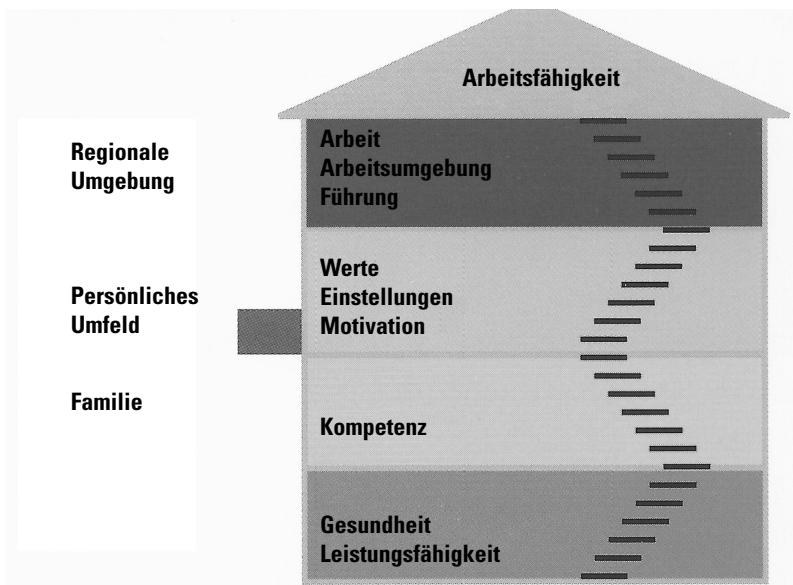 Arbeitsfähigkeit
Regionale
Umgebung
Persönliches
Umfeld
Familie
Arbeit
Arbeitsumgebung
Führung
Werte
Einstellungen
Motivation
Kompetenz
Gesundheit
Leistungsfähigkeit